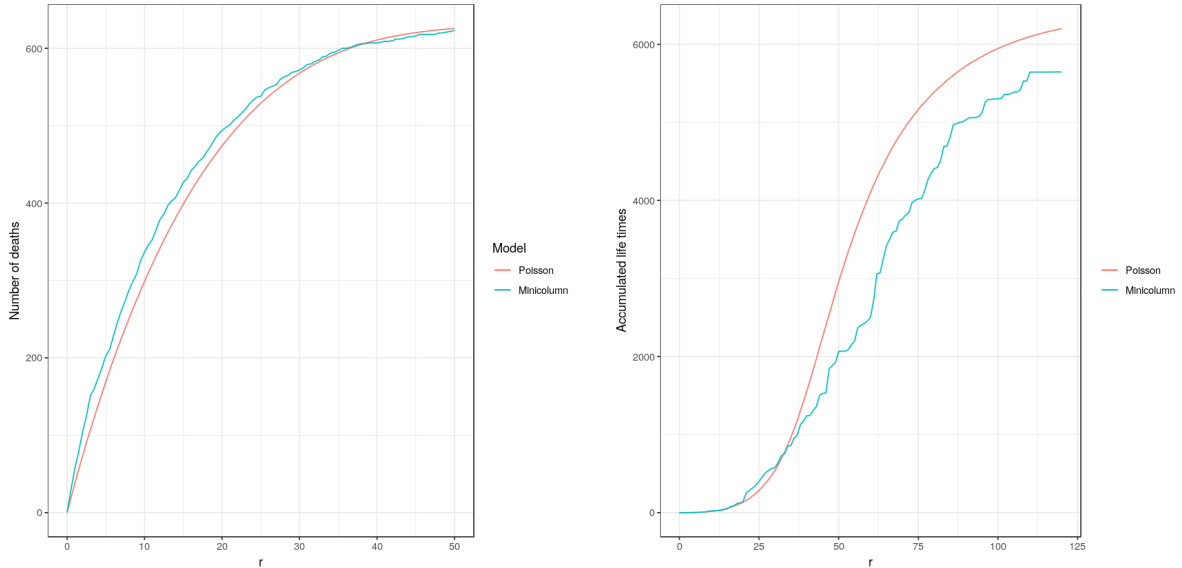 Number of deaths
600
400
200
0
0 10 20 30 40 50
r
Model
Poisson
Minicolumn
Accumulated life times
6000
4000
2000
0
0 25 50 75 100 125
r
Poisson
Minicolumn